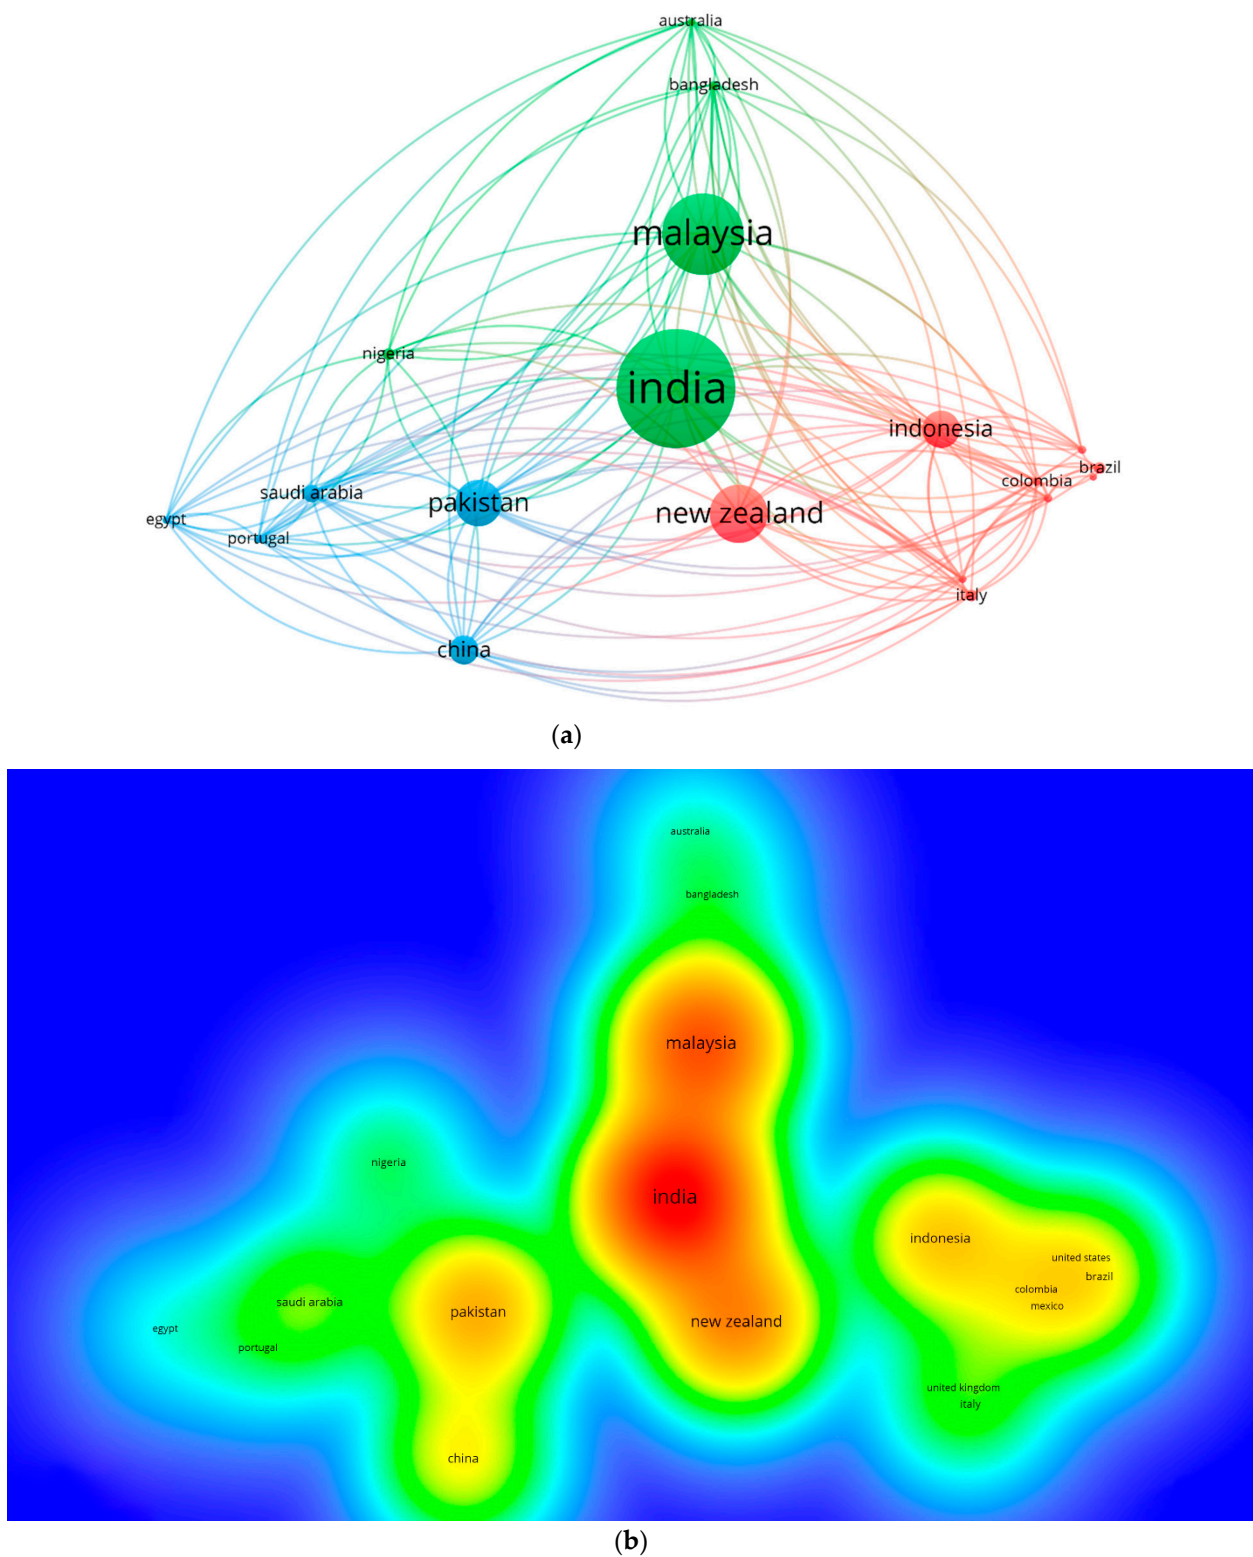 australia
bangladesh
malaysia
nigeria
india
indonesia
brazil
colombia
saudi arabia
pakistan
new zealand
egypt
portugal
italy
china
(a)
australia
bangladesh
malaysia
nigeria
india
indonesia
united states
brazil
colombia
mexico
saudi arabia
pakistan
new zealand
egypt
portugal
united kingdom
italy
china
(b)